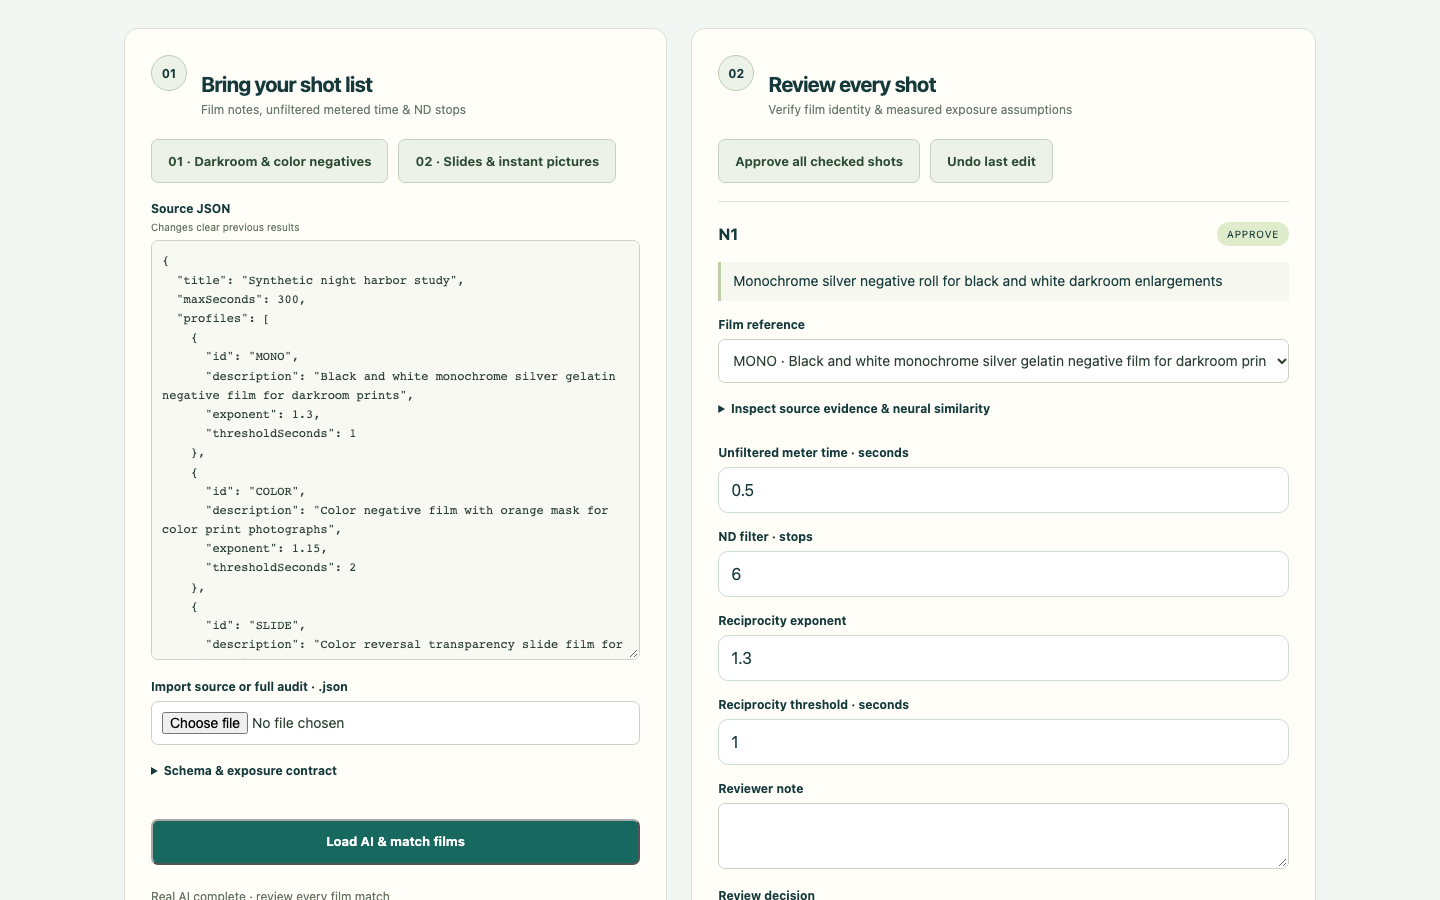 01
Bring your shot list
Film notes, unfiltered metered time & ND stops
01 · Darkroom & color negatives
02 · Slides & instant pictures
Source JSON
Changes clear previous results
{
"title": "Synthetic night harbor study",
"maxSeconds": 300,
"profiles": [
{
"id": "MONO",
"description": "Black and white monochrome silver gelatin
negative film for darkroom prints",
"exponent": 1.3,
"thresholdSeconds": 1
},
{
"id": "COLOR",
"description": "Color negative film with orange mask for
color print photographs",
"exponent": 1.15,
"thresholdSeconds": 2
},
{
"id": "SLIDE",
"description": "Color reversal transparency slide film for
Import source or full audit · .json
Choose file No file chosen
Schema & exposure contract
Load AI & match films
Real AI complete · review every film match
02
Review every shot
Verify film identity & measured exposure assumptions
Approve all checked shots
Undo last edit
N1
APPROVE
Monochrome silver negative roll for black and white darkroom enlargements
Film reference
MONO · Black and white monochrome silver gelatin negative film for darkroom prin
Inspect source evidence & neural similarity
Unfiltered meter time · seconds
0.5
ND filter · stops
6
Reciprocity exponent
1.3
Reciprocity threshold · seconds
1
Reviewer note
Review decision